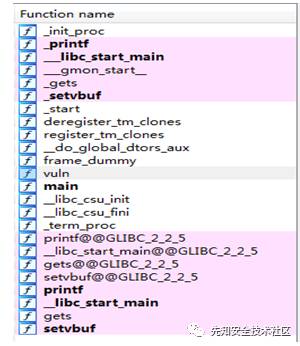 Function name
_init_proc
_printf
___libc_start_main
___gmon_start__
_gets
_setvbuf
_start
deregister_tm_clones
register_tm_clones
__do_global_dtors_aux
frame_dummy
vuln
main
__libc_csu_init
__libc_csu_fini
_term_proc
printf@@GLIBC_2_2_5
__libc_start_main@@GLIBC_2_2_5
gets@@GLIBC_2_2_5
setvbuf@@GLIBC_2_2_5
printf
__libc_start_main
gets
setvbuf
先知安全技术社区